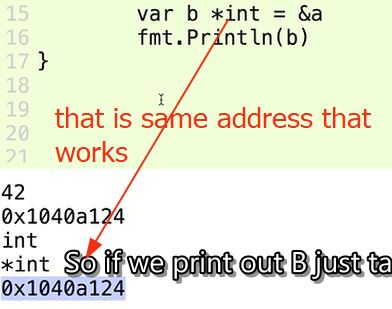 15 var b *int = &a
16 fmt.Println(b)
17 }
18
19
20
21
that is same address that
works
42
0x1040a124
int
*int
So if we print out B just ta
0x1040a124